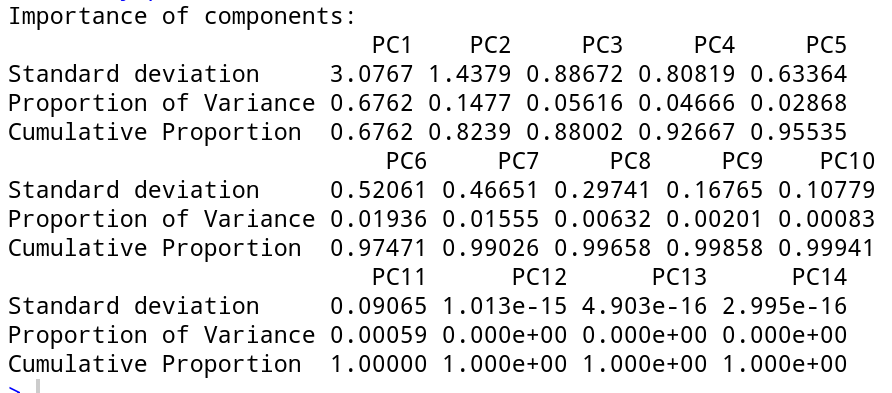 Importance of components:
                          PC1    PC2     PC3     PC4     PC5
Standard deviation     3.0767 1.4379 0.88672 0.80819 0.63364
Proportion of Variance 0.6762 0.1477 0.05616 0.04666 0.02868
Cumulative Proportion  0.6762 0.8239 0.88002 0.92667 0.95535
                           PC6     PC7     PC8     PC9    PC10
Standard deviation     0.52061 0.46651 0.29741 0.16765 0.10779
Proportion of Variance 0.01936 0.01555 0.00632 0.00201 0.00083
Cumulative Proportion  0.97471 0.99026 0.99658 0.99858 0.99941
                          PC11      PC12      PC13      PC14
Standard deviation     0.09065 1.013e-15 4.903e-16 2.995e-16
Proportion of Variance 0.00059 0.000e+00 0.000e+00 0.000e+00
Cumulative Proportion  1.00000 1.000e+00 1.000e+00 1.000e+00
>